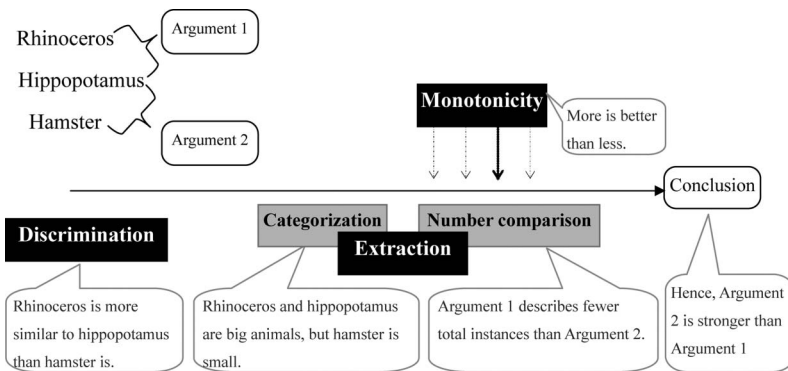 Rhinoceros
Argument 1
Hippopotamus
Hamster
Argument 2
Monotonicity
More is better
than less.
Conclusion
Categorization
Number comparison
Discrimination
Extraction
Rhinoceros is more
similar to hippopotamus
than hamster is.
Rhinoceros and hippopotamus
are big animals, but hamster is
small.
Argument 1 describes fewer
total instances than Argument 2.
Hence, Argument
2 is stronger than
Argument 1